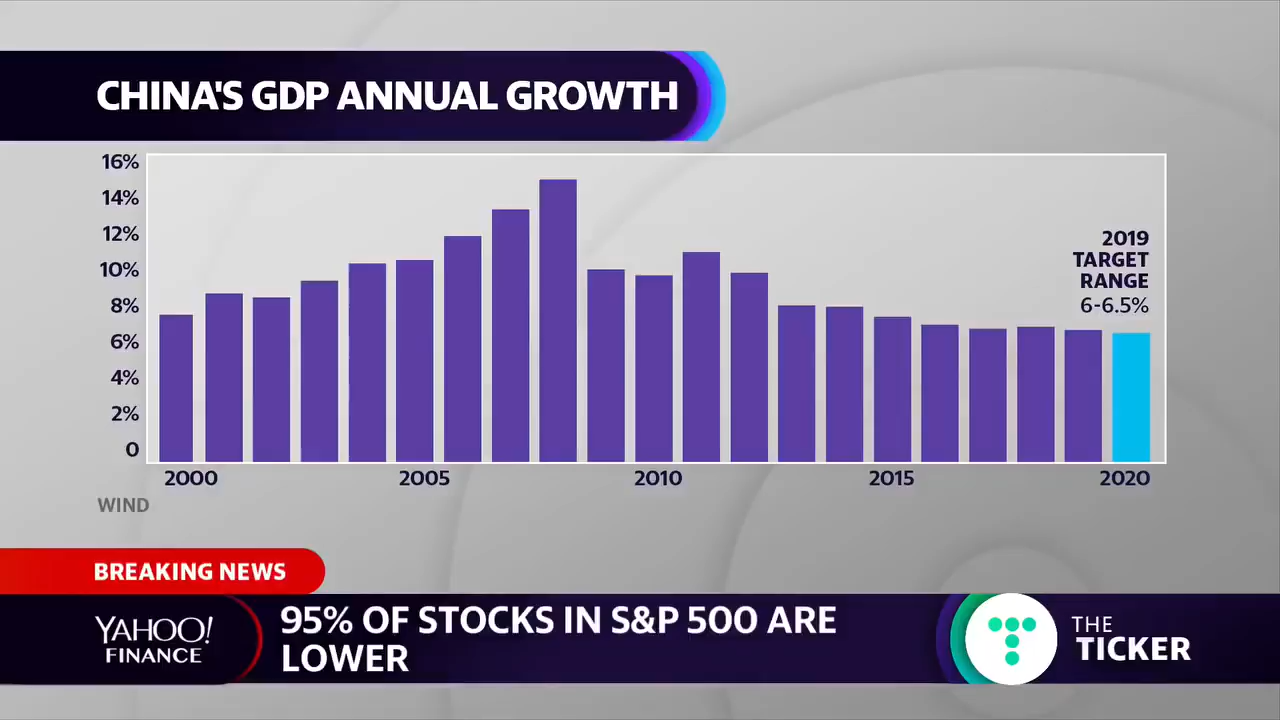 CHINA'S GDP ANNUAL GROWTH
16%
14%
12%
10%
8%
6%
4%
2%
0
2019
TARGET
RANGE
6-6.5%
2000 2005 2010 2015 2020
WIND
BREAKING NEWS
YAHOO!
FINANCE
95% OF STOCKS IN S&P 500 ARE
LOWER
THE
TICKER